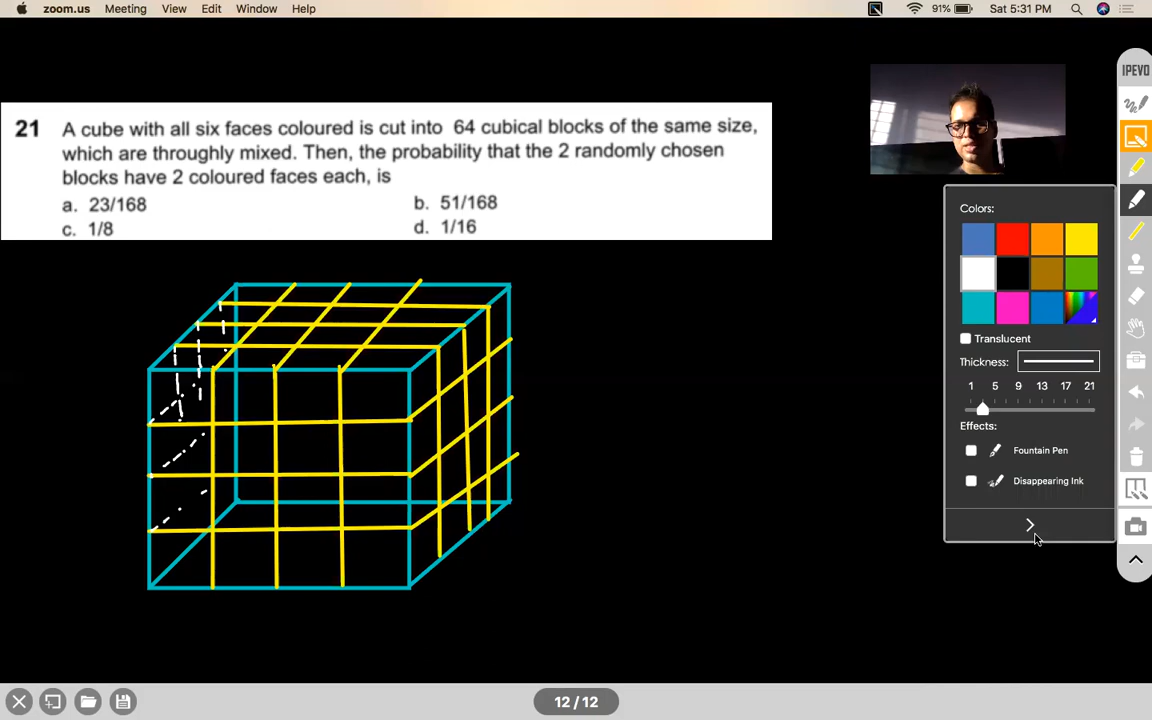 zoom.us Meeting View Edit Window Help
91% Sat 5:31 PM
IPEVO
21 A cube with all six faces coloured is cut into 64 cubical blocks of the same size,
which are throughly mixed. Then, the probability that the 2 randomly chosen
blocks have 2 coloured faces each, is
a. 23/168 b. 51/168
c. 1/8 d. 1/16
Colors:
Translucent
Thickness:
1 5 9 13 17 21
Effects:
Fountain Pen
Disappearing Ink
12 / 12